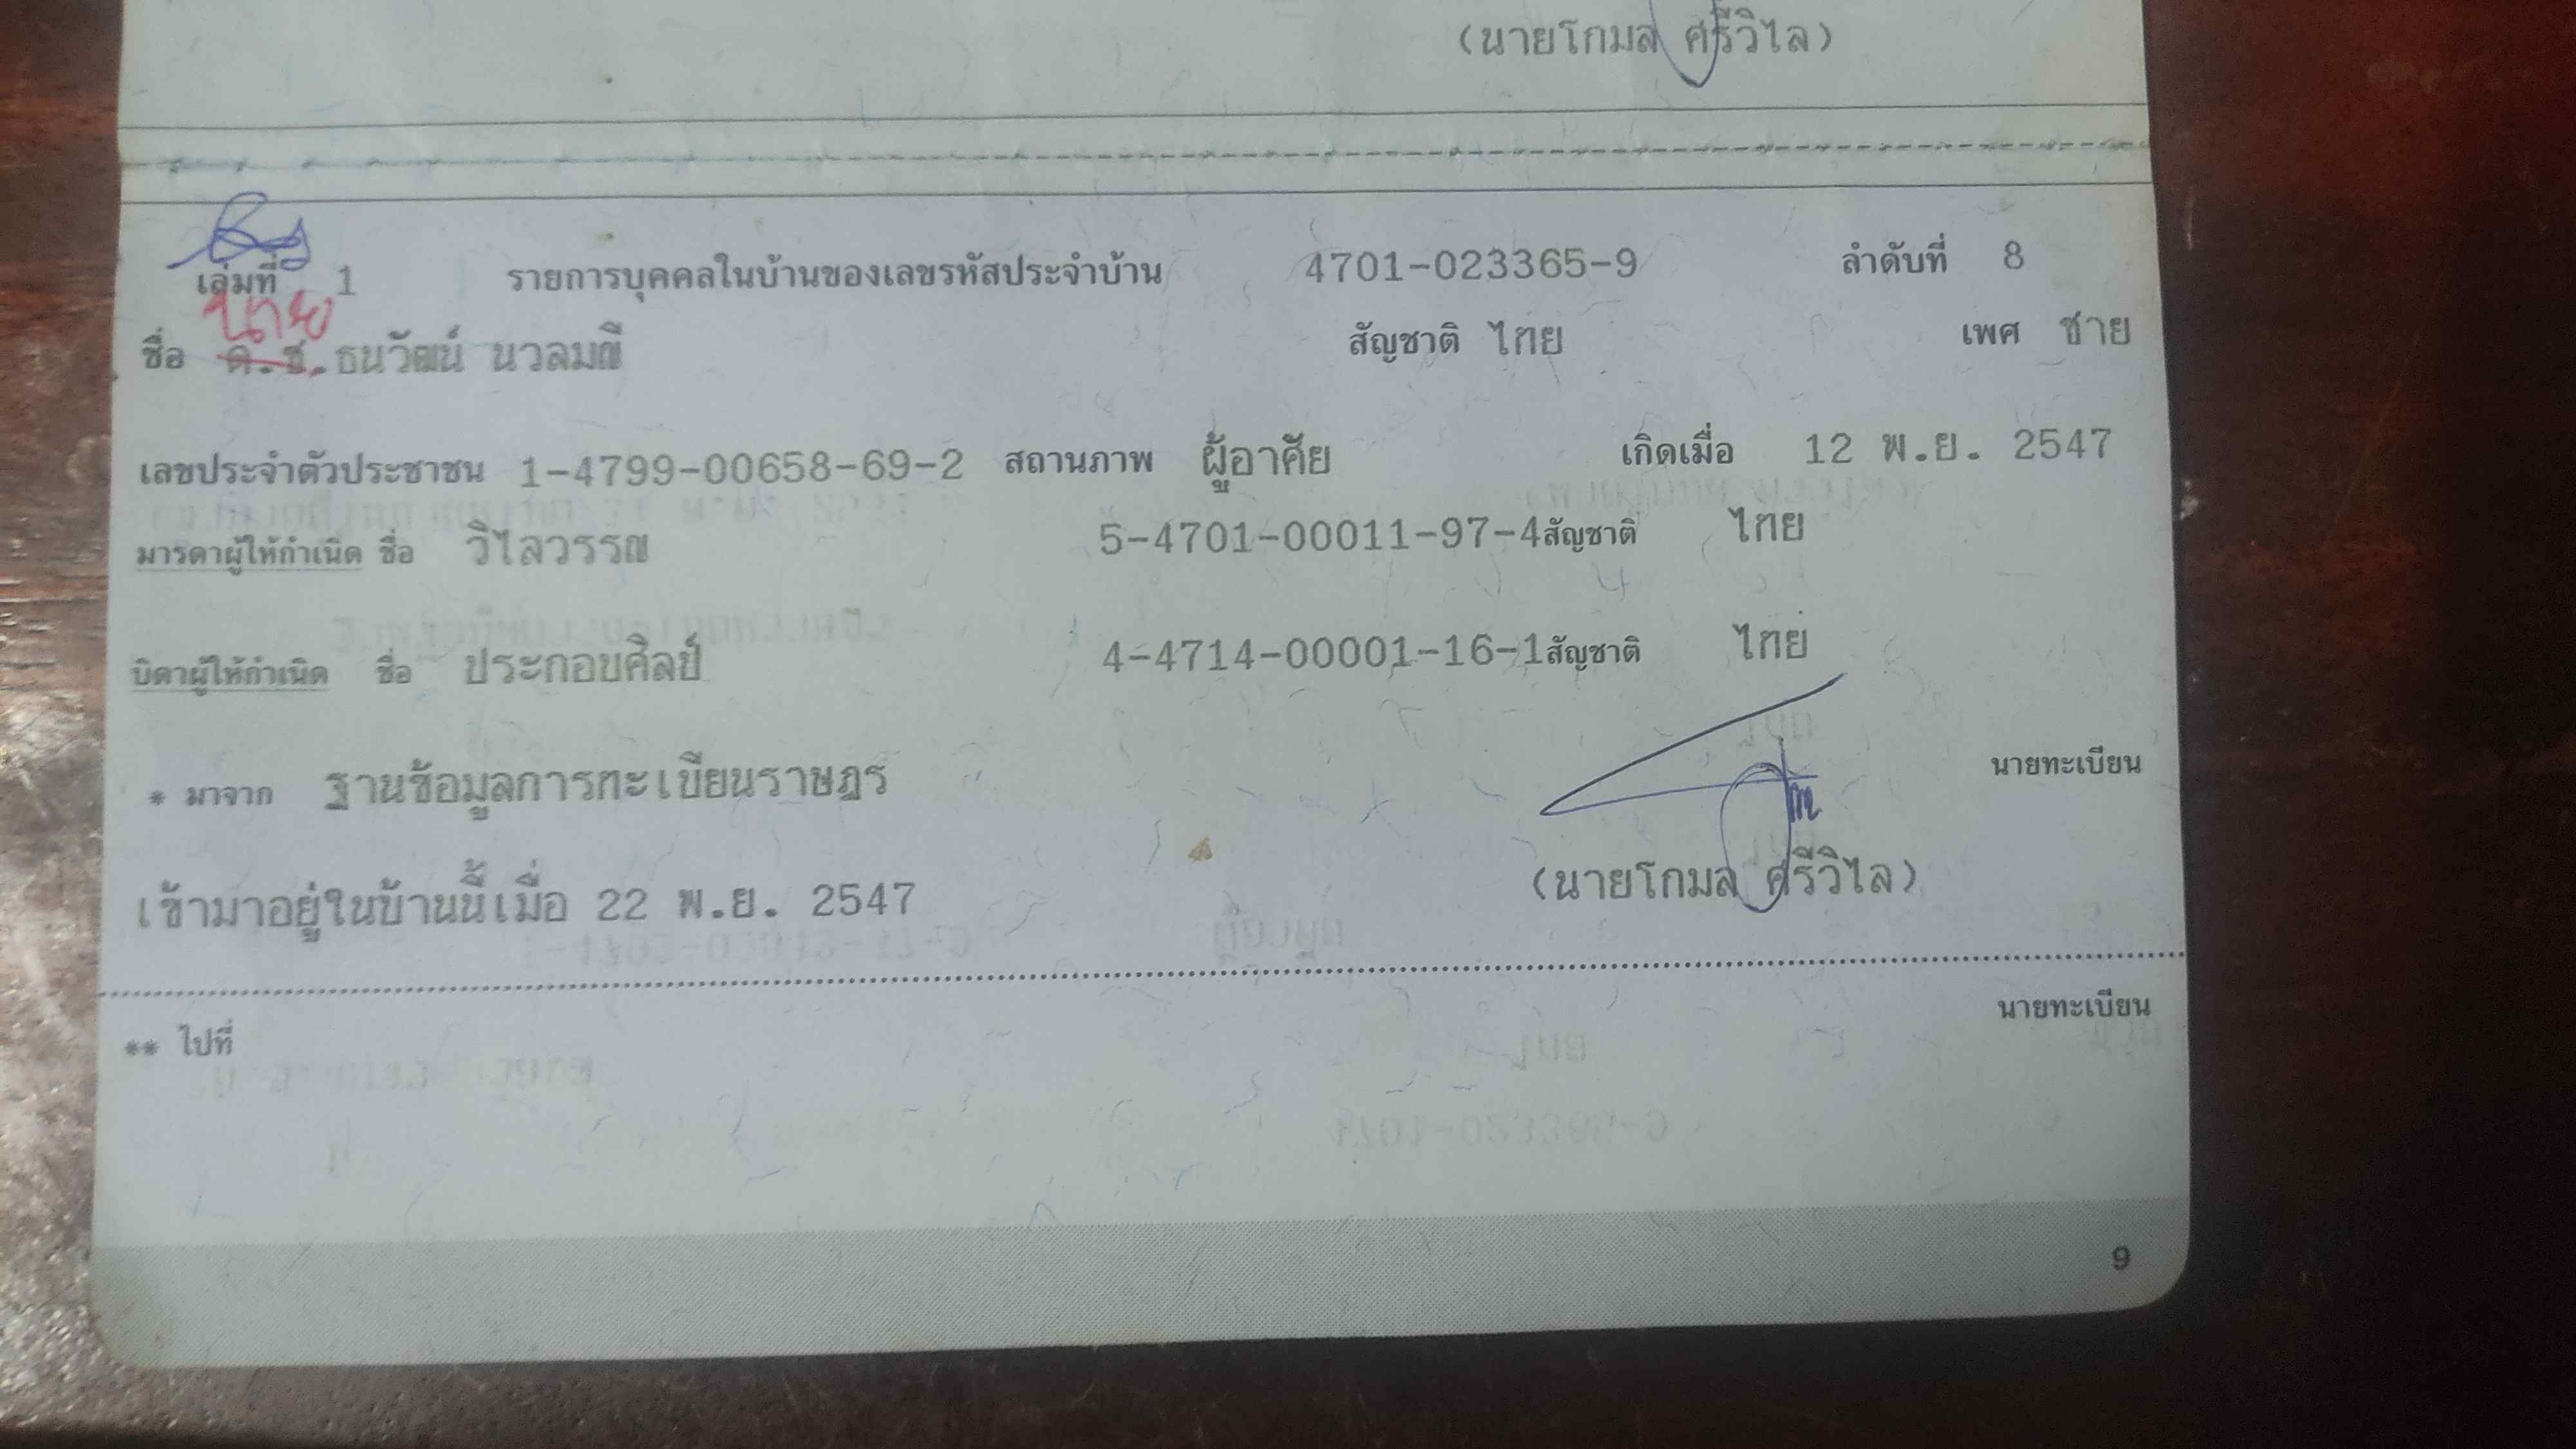 (นายโกมล ศรีวิไล)
เล่มที่ 1 รายการบุคคลในบ้านของเลขรหัสประจำบ้าน 4701-023365-9 ลำดับที่ 8
นาย
ชื่อ ด.ช.ธนวัฒน์ นวลมณี สัญชาติ ไทย เพศ ชาย
เลขประจำตัวประชาชน 1-4799-00658-69-2 สถานภาพ ผู้อาศัย เกิดเมื่อ 12 พ.ย. 2547
มารดาผู้ให้กำเนิด ชื่อ วิไลวรรณ 5-4701-00011-97-4 สัญชาติ ไทย
บิดาผู้ให้กำเนิด ชื่อ ประกอบศิลป์ 4-4714-00001-16-1 สัญชาติ ไทย
* มาจาก ฐานข้อมูลการทะเบียนราษฎร นายทะเบียน
เข้ามาอยู่ในบ้านนี้เมื่อ 22 พ.ย. 2547 (นายโกมล ศรีวิไล)
นายทะเบียน
** ไปที่
9